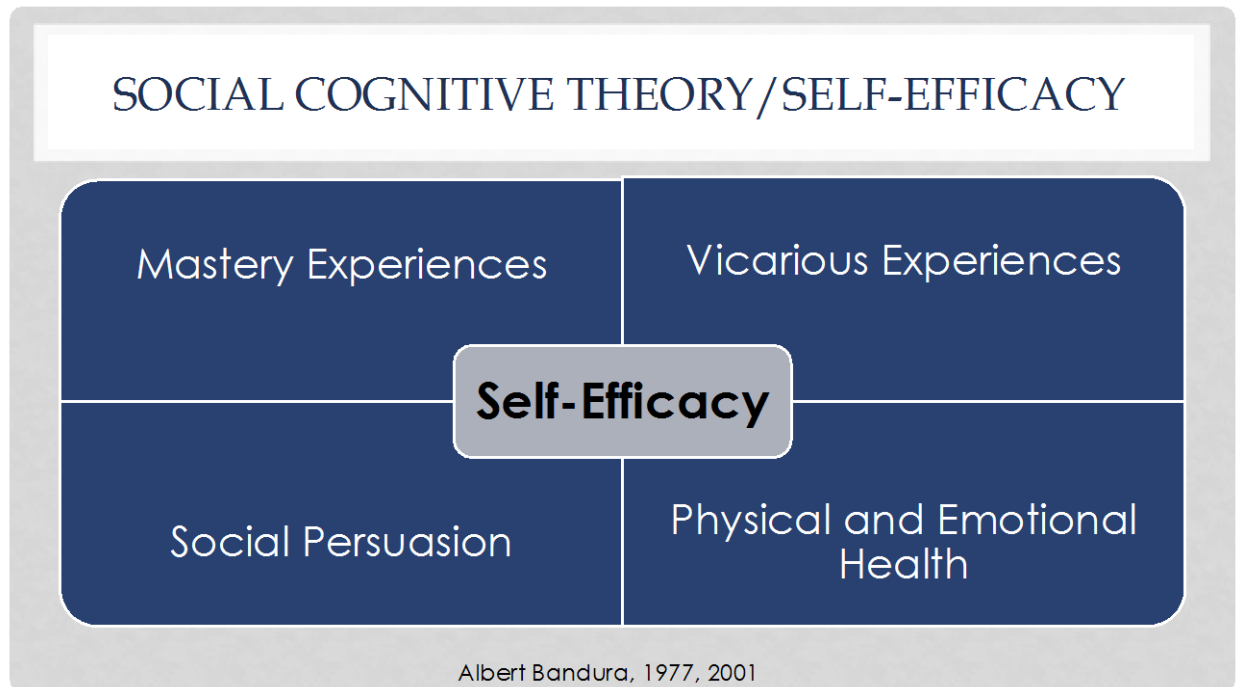 SOCIAL COGNITIVE THEORY/SELF-EFFICACY
Mastery Experiences
Vicarious Experiences
Self-Efficacy
Social Persuasion
Physical and Emotional
Health
Albert Bandura, 1977, 2001